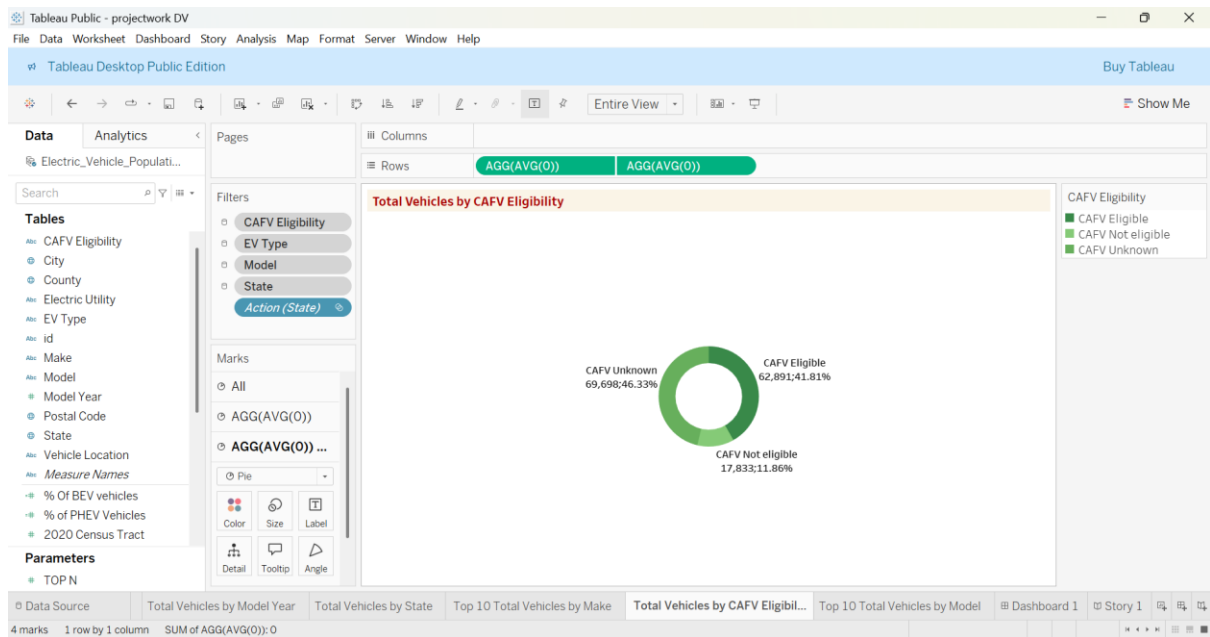 Tableau Public - projectwork DV
File Data Worksheet Dashboard Story Analysis Map Format Server Window Help
Tableau Desktop Public Edition
Buy Tableau
Entire View
Show Me
Data
Analytics
Electric_Vehicle_Populati...
Search
Tables
Abc CAFV Eligibility
City
County
Abc Electric Utility
Abc EV Type
Abc id
Abc Make
Abc Model
# Model Year
Postal Code
State
Abc Vehicle Location
Abc Measure Names
=# % Of BEV vehicles
=# % of PHEV Vehicles
# 2020 Census Tract
Parameters
# TOP N
Pages
Filters
CAFV Eligibility
EV Type
Model
State
Action (State)
Marks
All
AGG(AVG(0))
AGG(AVG(0)) ...
Pie
Color Size Label
Detail Tooltip Angle
Columns
Rows
AGG(AVG(0)) AGG(AVG(0))
Total Vehicles by CAFV Eligibility
CAFV Unknown
69,698;46.33%
CAFV Eligible
62,891;41.81%
CAFV Not eligible
17,833;11.86%
CAFV Eligibility
CAFV Eligible
CAFV Not eligible
CAFV Unknown
Data Source Total Vehicles by Model Year Total Vehicles by State Top 10 Total Vehicles by Make Total Vehicles by CAFV Eligibil... Top 10 Total Vehicles by Model Dashboard 1 Story 1
4 marks 1 row by 1 column SUM of AGG(AVG(0)): 0